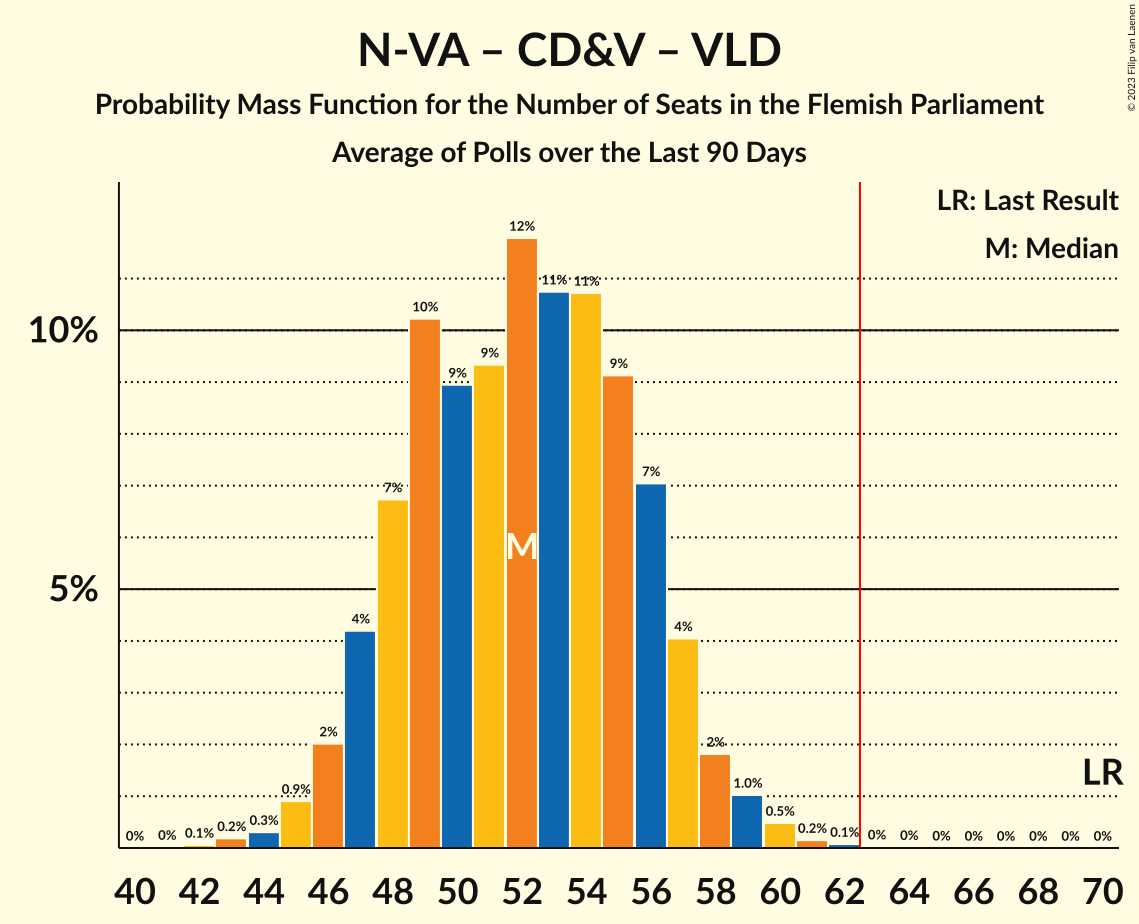 N-VA – CD&V – VLD
Probability Mass Function for the Number of Seats in the Flemish Parliament
Average of Polls over the Last 90 Days
© 2023 Filip van Laenen
LR: Last Result
M: Median
10%
5%
0% 0% 0.1% 0.2% 0.3% 0.9% 2% 4% 7% 10% 9% 9% 12% 11% 11% 9% 7% 4% 2% 1.0% 0.5% 0.2% 0.1% 0% 0% 0% 0% 0% 0% 0% 0%
M
LR
40 42 44 46 48 50 52 54 56 58 60 62 64 66 68 70